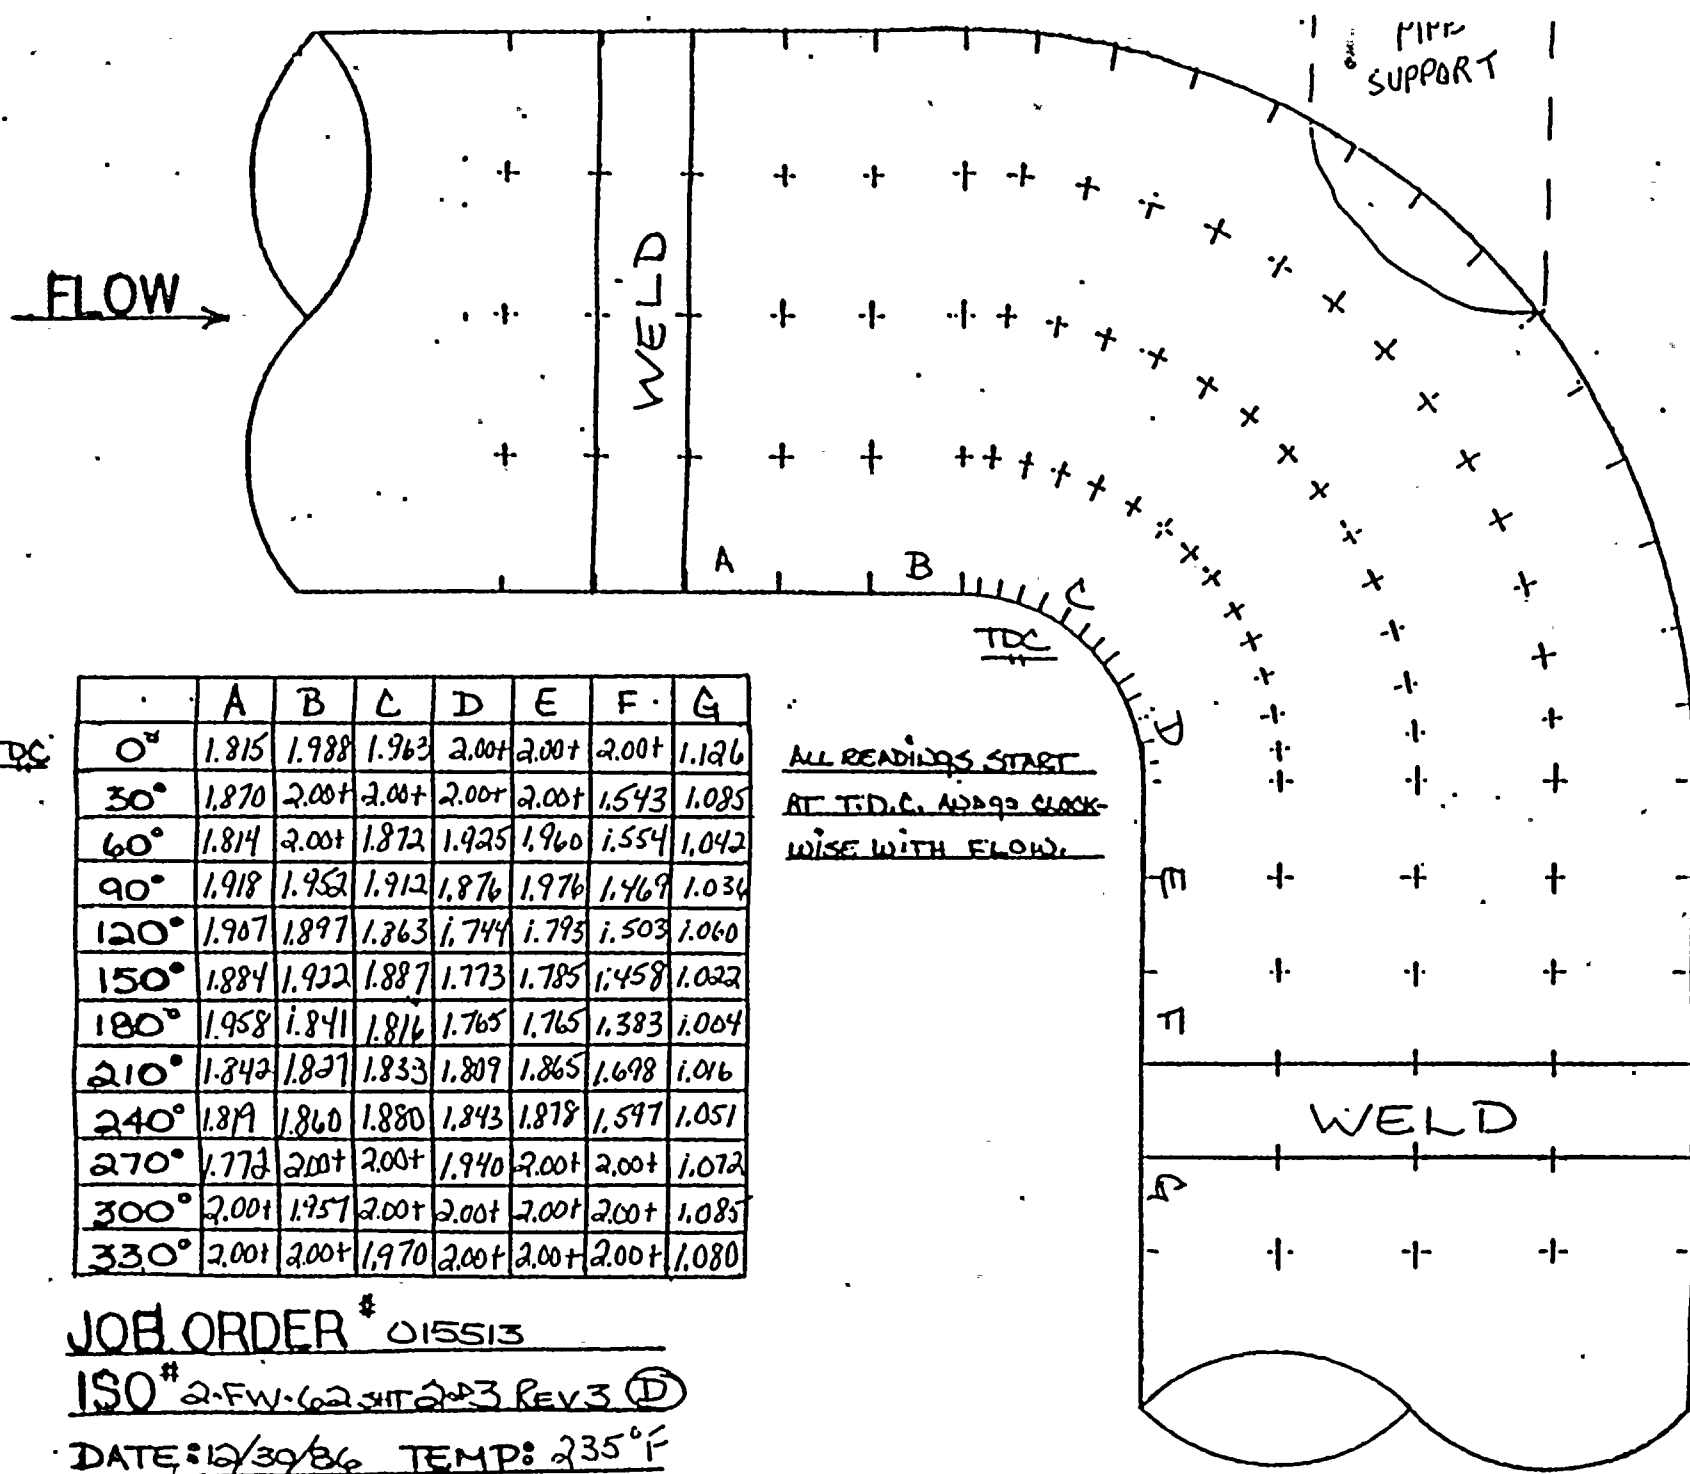 SUPPORT
FLOW
WELD
A
B
C
TDC
D
E
F
WELD
G
A B C D E F G
0° 1.815 1.988 1.963 2.00+ 2.00+ 2.00+ 1.126
30° 1.870 2.00+ 2.00+ 2.00+ 2.00+ 1.543 1.085
60° 1.814 2.00+ 1.872 1.925 1.960 1.554 1.042
90° 1.918 1.952 1.912 1.876 1.976 1.469 1.036
120° 1.907 1.897 1.863 1.744 1.793 1.503 1.060
150° 1.884 1.922 1.887 1.773 1.785 1.458 1.022
180° 1.958 1.841 1.816 1.765 1.765 1.383 1.004
210° 1.842 1.827 1.833 1.809 1.865 1.698 1.016
240° 1.819 1.860 1.880 1.843 1.878 1.597 1.051
270° 1.772 2.00+ 2.00+ 1.940 2.00+ 2.00+ 1.072
300° 2.00+ 1.957 2.00+ 2.00+ 2.00+ 2.00+ 1.085
330° 2.00+ 2.00+ 1.970 2.00+ 2.00+ 2.00+ 1.080
ALL READINGS START
AT T.D.C. AND GO CLOCK-
WISE WITH FLOW.
JOB ORDER # 015513
ISO # 2-FW-62 SHT 2 OF 3 REV 3 D
DATE: 12/30/86 TEMP: 235°F